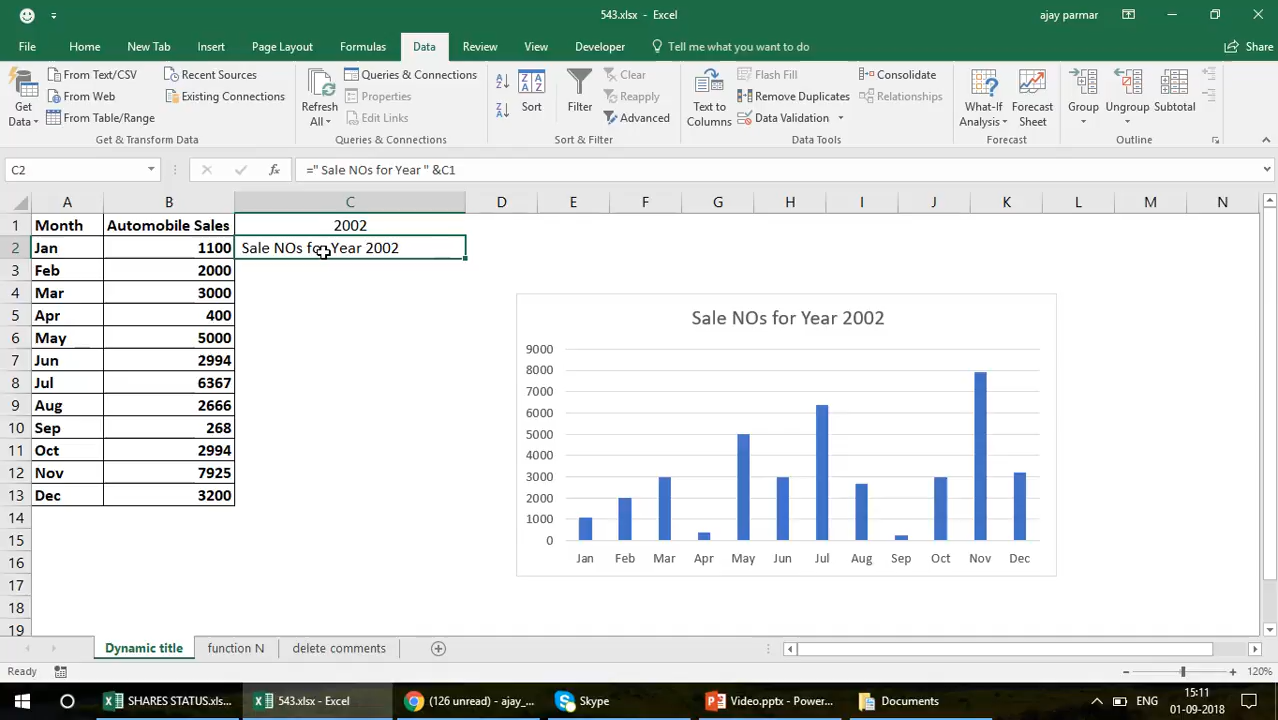 543.xlsx - Excel
ajay parmar
File Home New Tab Insert Page Layout Formulas Data Review View Developer Tell me what you want to do Share
Get Data
From Text/CSV
From Web
From Table/Range
Recent Sources
Existing Connections
Get & Transform Data
Refresh All
Queries & Connections
Properties
Edit Links
Queries & Connections
Sort
Filter
Clear
Reapply
Advanced
Sort & Filter
Text to Columns
Flash Fill
Remove Duplicates
Data Validation
Consolidate
Relationships
Data Tools
What-If Analysis
Forecast Sheet
Forecast
Group
Ungroup
Subtotal
Outline
C2
fx
=" Sale NOs for Year " &C1
A B C D E F G H I J K L M N
1 Month Automobile Sales 2002
2 Jan 1100 Sale NOs for Year 2002
3 Feb 2000
4 Mar 3000
5 Apr 400
6 May 5000
7 Jun 2994
8 Jul 6367
9 Aug 2666
10 Sep 268
11 Oct 2994
12 Nov 7925
13 Dec 3200
14
15
16
17
18
19
Sale NOs for Year 2002
9000
8000
7000
6000
5000
4000
3000
2000
1000
0
Jan Feb Mar Apr May Jun Jul Aug Sep Oct Nov Dec
Dynamic title function N delete comments
Ready
120%
SHARES STATUS.xls...
543.xlsx - Excel
(126 unread) - ajay_...
Skype
Video.pptx - Power...
Documents
ENG
15:11
01-09-2018